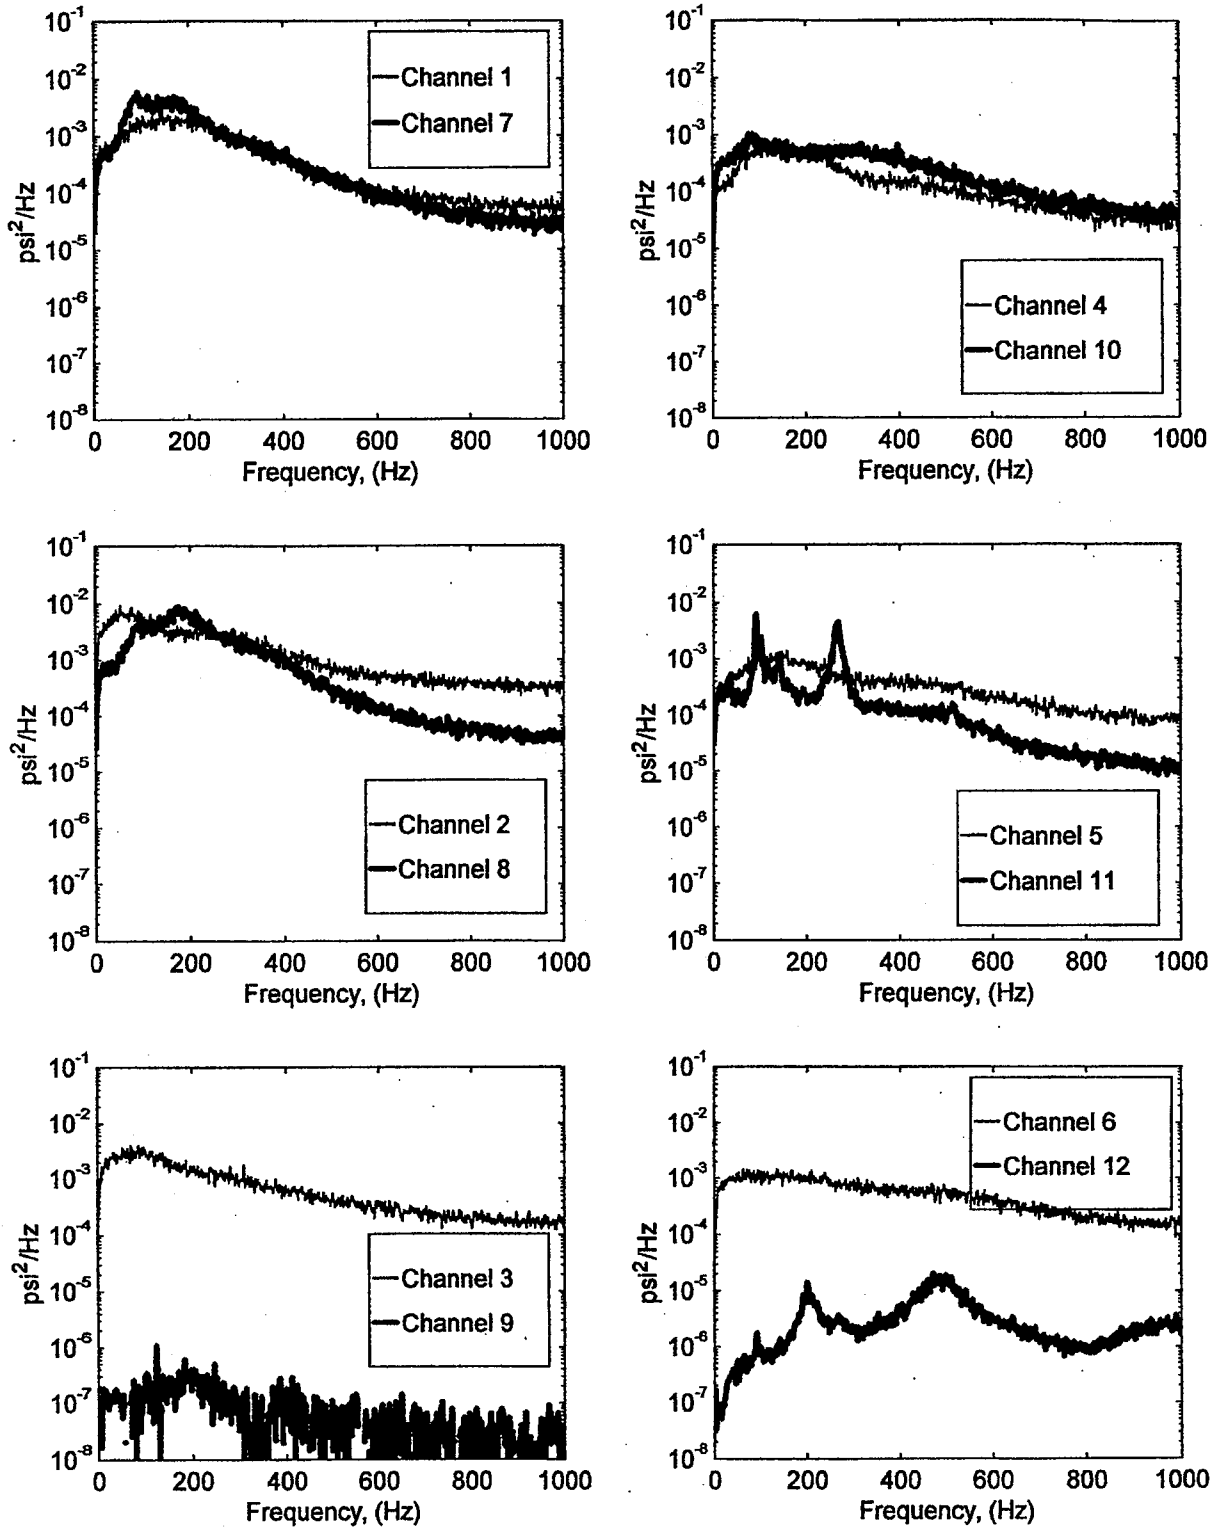 10-1
10-2
10-3
10-4
10-5
10-6
10-7
10-8
psi2/Hz
Channel 1
Channel 7
0 200 400 600 800 1000
Frequency, (Hz)
10-1
10-2
10-3
10-4
10-5
10-6
10-7
10-8
psi2/Hz
Channel 4
Channel 10
0 200 400 600 800 1000
Frequency, (Hz)
10-1
10-2
10-3
10-4
10-5
10-6
10-7
10-8
psi2/Hz
Channel 2
Channel 8
0 200 400 600 800 1000
Frequency, (Hz)
10-1
10-2
10-3
10-4
10-5
10-6
10-7
10-8
psi2/Hz
Channel 5
Channel 11
0 200 400 600 800 1000
Frequency, (Hz)
10-1
10-2
10-3
10-4
10-5
10-6
10-7
10-8
psi2/Hz
Channel 3
Channel 9
0 200 400 600 800 1000
Frequency, (Hz)
10-1
10-2
10-3
10-4
10-5
10-6
10-7
10-8
psi2/Hz
Channel 6
Channel 12
0 200 400 600 800 1000
Frequency, (Hz)